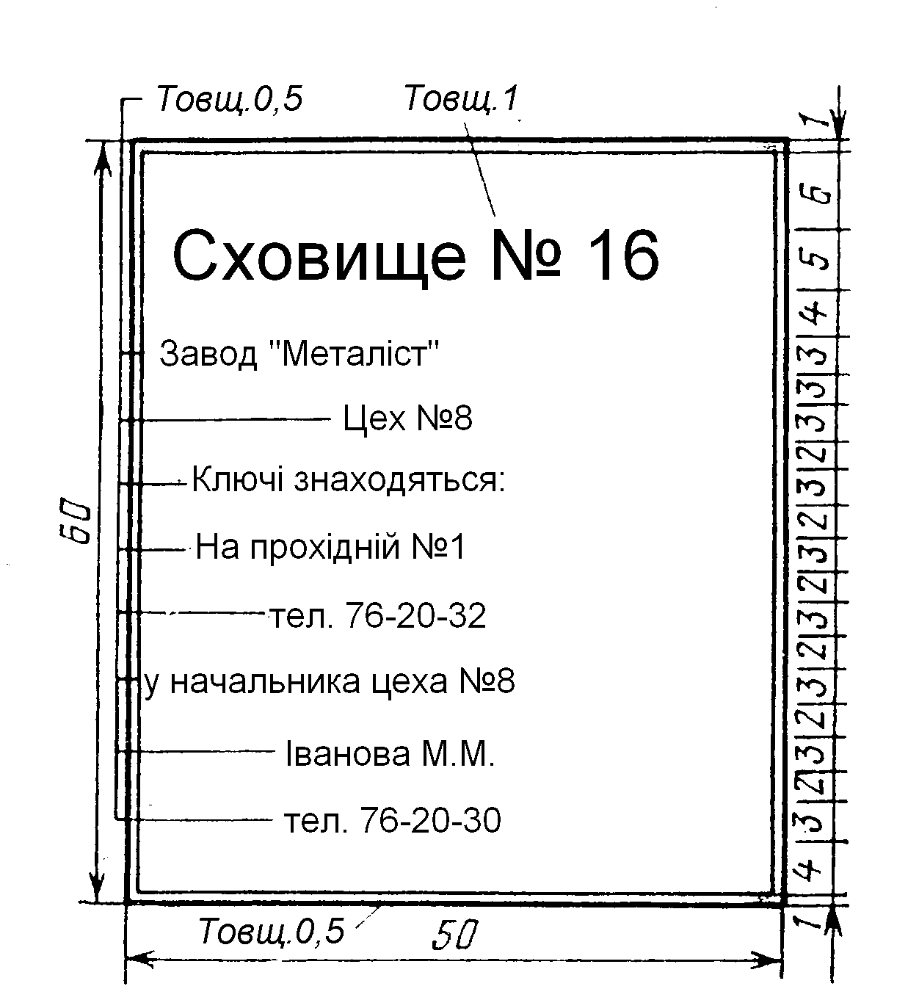 Товщ.0,5 Товщ.1
Сховище № 16
Завод "Металіст"
Цех №8
Ключі знаходяться:
На прохідній №1
тел. 76-20-32
у начальника цеха №8
Іванова М.М.
тел. 76-20-30
Товщ.0,5
50
60
1
6
5
4
3
3
3
2
3
2
3
2
3
2
3
2
3
2
3
4
1